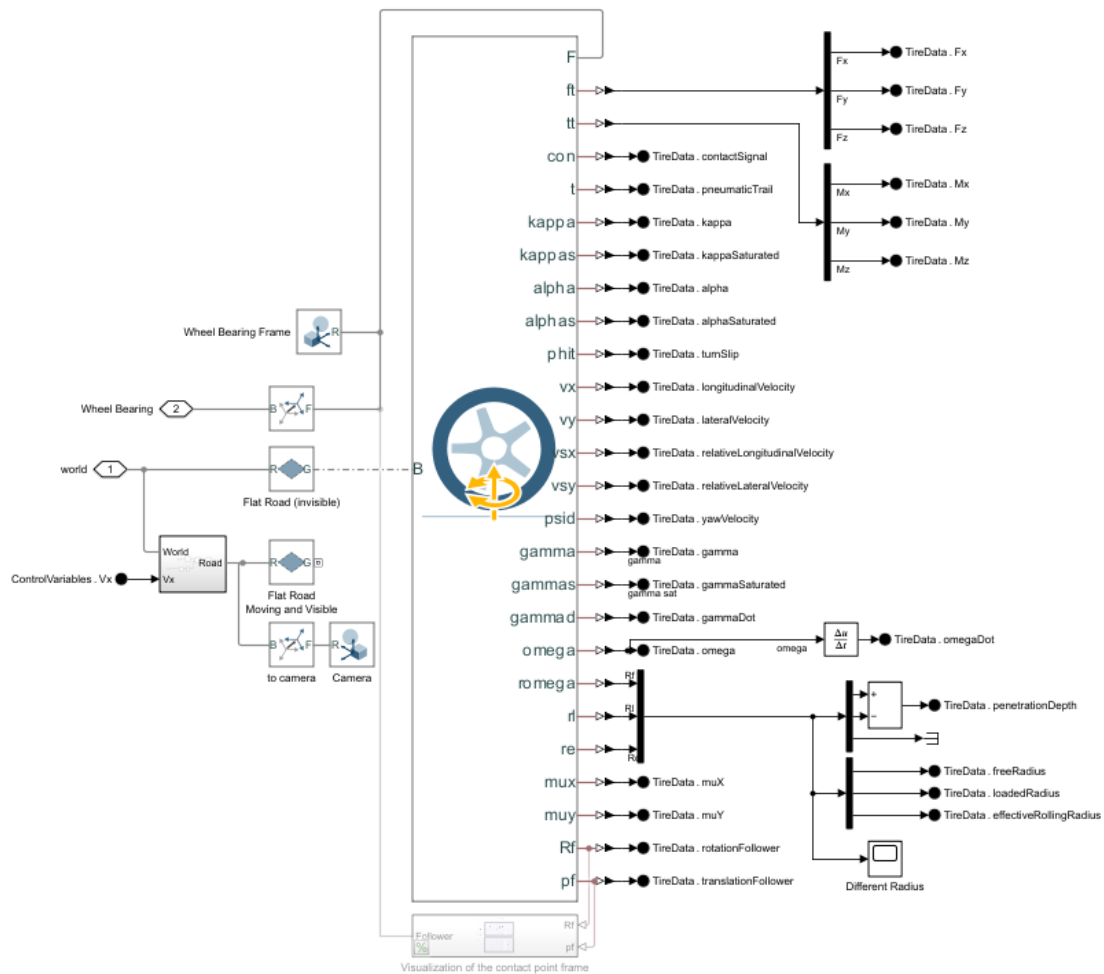 F
ft
tt
con
t
kappa
kappas
alpha
alphas
phit
vx
vy
vsx
vsy
psid
gamma
gammas
gammad
omega
romega
rl
re
mux
muy
Rf
pf
B
Fx
Fy
Fz
TireData . Fx
TireData . Fy
TireData . Fz
Mx
My
Mz
TireData . Mx
TireData . My
TireData . Mz
TireData . contactSignal
TireData . pneumaticTrail
TireData . kappa
TireData . kappaSaturated
TireData . alpha
TireData . alphaSaturated
TireData . turnSlip
TireData . longitudinalVelocity
TireData . lateralVelocity
TireData . relativeLongitudinalVelocity
TireData . relativeLateralVelocity
TireData . yawVelocity
TireData . gamma
gamma
TireData . gammaSaturated
gamma sat
TireData . gammaDot
TireData . omega
omega
Δu
Δt
TireData . omegaDot
Rf
Rl
+
−
TireData . penetrationDepth
TireData . freeRadius
TireData . loadedRadius
TireData . effectiveRollingRadius
Different Radius
TireData . muX
TireData . muY
TireData . rotationFollower
TireData . translationFollower
Wheel Bearing Frame
R
Wheel Bearing
2
B
F
world
1
R
G
Flat Road (invisible)
World
Vx
Road
ControlVariables . Vx
R
G
Flat Road
Moving and Visible
B
F
to camera
R
Camera
Follower
%
Rf
pf
Visualization of the contact point frame